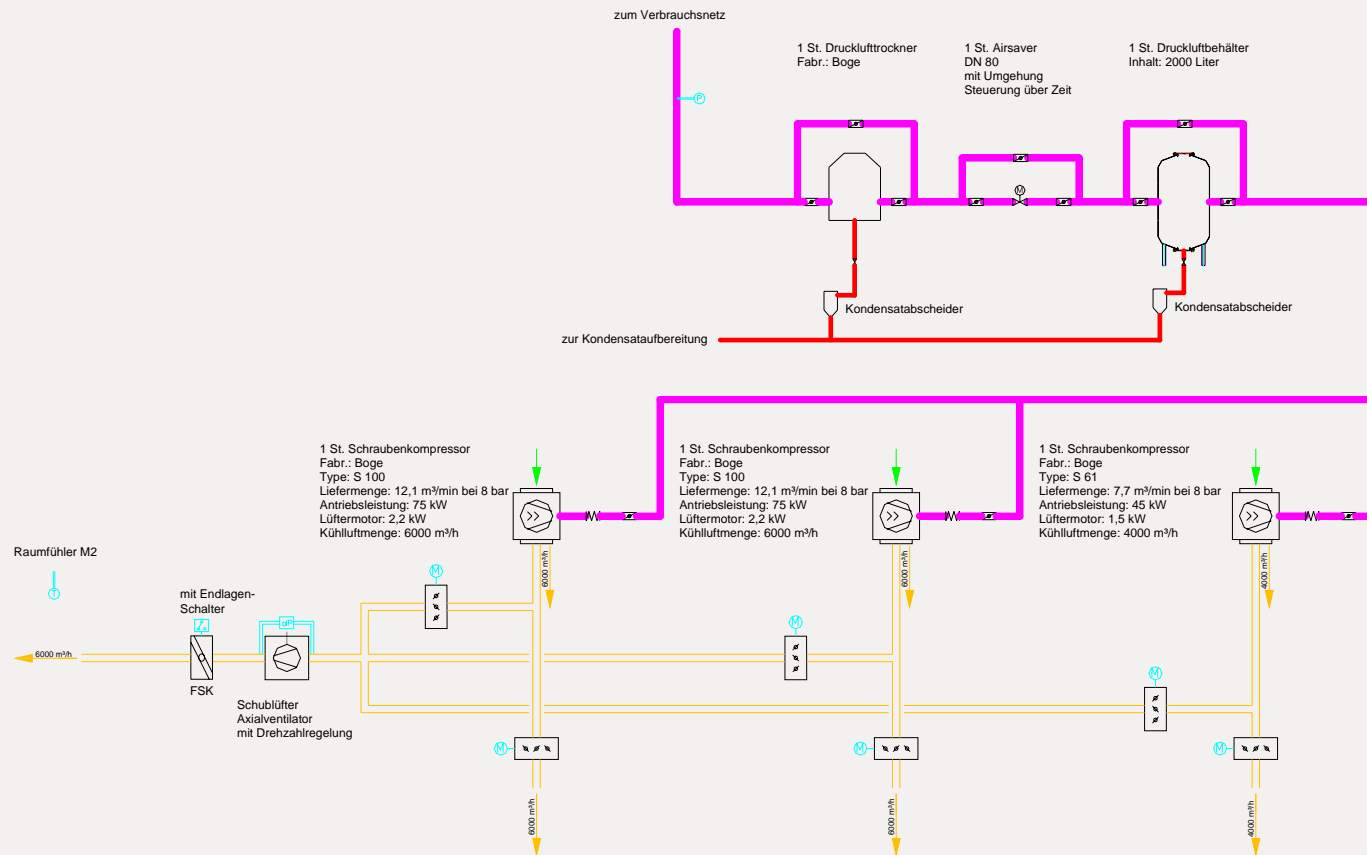 zum Verbrauchsnetz
1 St. Drucklufttrockner
Fabr.: Boge
1 St. Airsaver
DN 80
mit Umgehung
Steuerung über Zeit
1 St. Druckluftbehälter
Inhalt: 2000 Liter
P
M
Kondensatabscheider
Kondensatabscheider
zur Kondensataufbereitung
1 St. Schraubenkompressor
Fabr.: Boge
Type: S 100
Liefermenge: 12,1 m³/min bei 8 bar
Antriebsleistung: 75 kW
Lüftermotor: 2,2 kW
Kühlluftmenge: 6000 m³/h
1 St. Schraubenkompressor
Fabr.: Boge
Type: S 100
Liefermenge: 12,1 m³/min bei 8 bar
Antriebsleistung: 75 kW
Lüftermotor: 2,2 kW
Kühlluftmenge: 6000 m³/h
1 St. Schraubenkompressor
Fabr.: Boge
Type: S 61
Liefermenge: 7,7 m³/min bei 8 bar
Antriebsleistung: 45 kW
Lüftermotor: 1,5 kW
Kühlluftmenge: 4000 m³/h
6000 m³/h
6000 m³/h
4000 m³/h
Raumfühler M2
T
mit Endlagen-
Schalter
M
dP
M
M
6000 m³/h
FSK
Schublüfter
Axialventilator
mit Drehzahlregelung
M
M
M
6000 m³/h
6000 m³/h
4000 m³/h